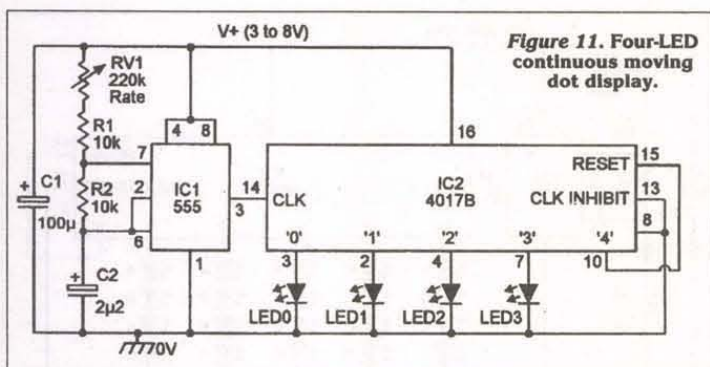 V+ (3 to 8V)
Figure 11. Four-LED
continuous moving
dot display.
RV1
220k
Rate
R1
10k
R2
10k
C1
+
100µ
+
C2
2µ2
4
8
7
2
6
IC1
555
3
1
14
CLK
16
IC2
4017B
RESET
15
CLK INHIBIT
13
8
'0'
'1'
'2'
'3'
'4'
3
2
4
7
10
LED0
LED1
LED2
LED3
0V